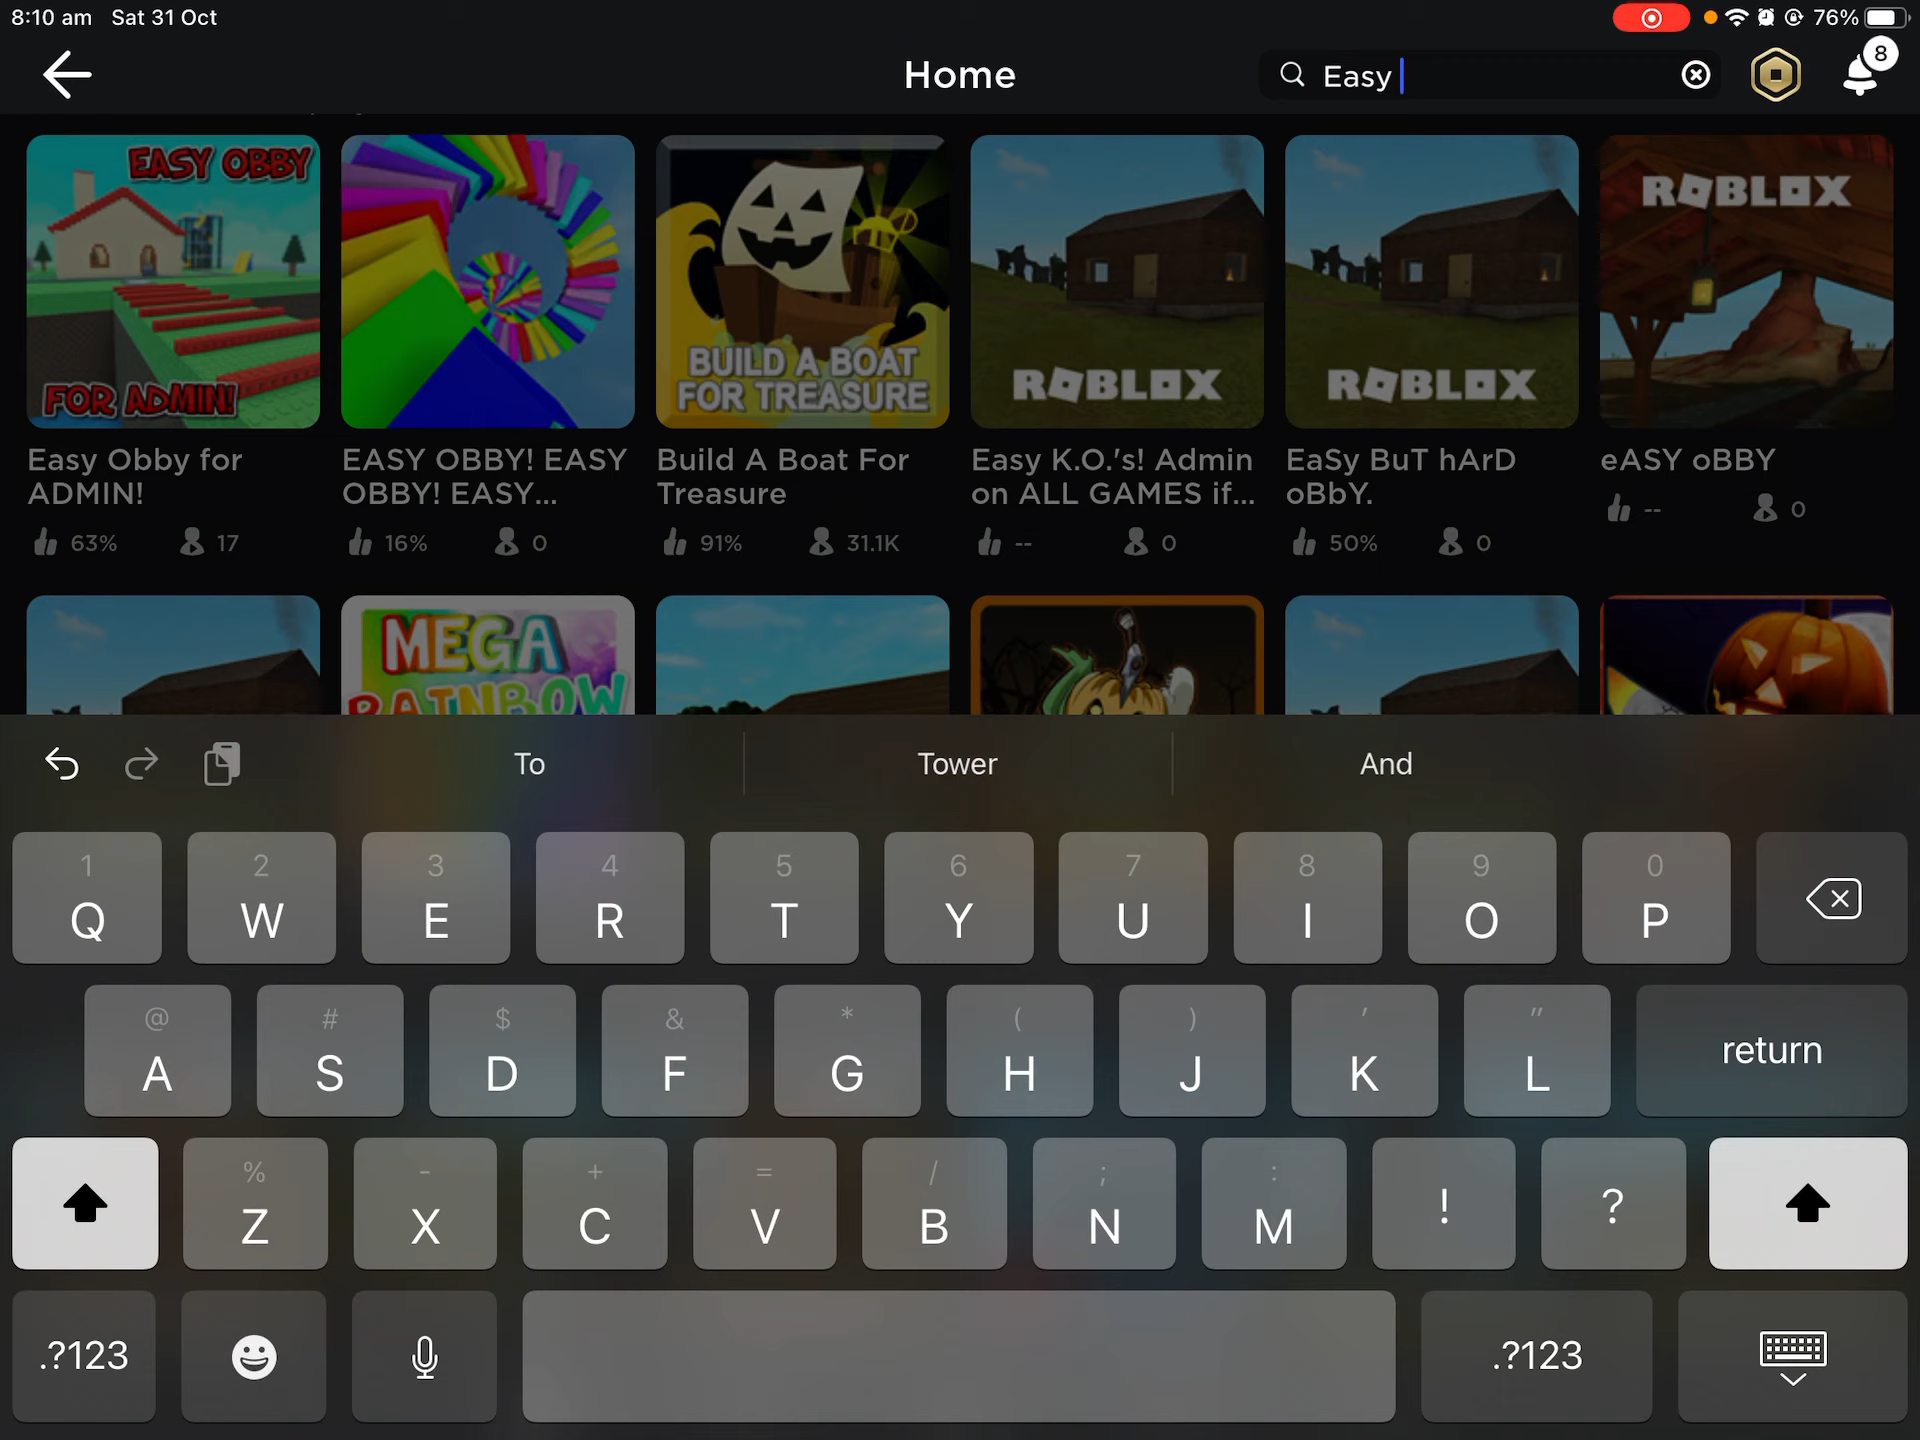 8:10 am Sat 31 Oct
76%
Home
Easy
8
EASY OBBY
FOR ADMIN!
BUILD A BOAT
FOR TREASURE
ROBLOX
ROBLOX
ROBLOX
Easy Obby for
ADMIN!
63% 17
EASY OBBY! EASY
OBBY! EASY...
16% 0
Build A Boat For
Treasure
91% 31.1K
Easy K.O.'s! Admin
on ALL GAMES if...
-- 0
EaSy BuT hArD
oBbY.
50% 0
eASY oBBY
-- 0
MEGA
RAINBOW
To Tower And
1 2 3 4 5 6 7 8 9 0
Q W E R T Y U I O P
@ # $ & * ( ) ' "
A S D F G H J K L return
% - + = / ; :
Z X C V B N M ! ?
.?123 .?123